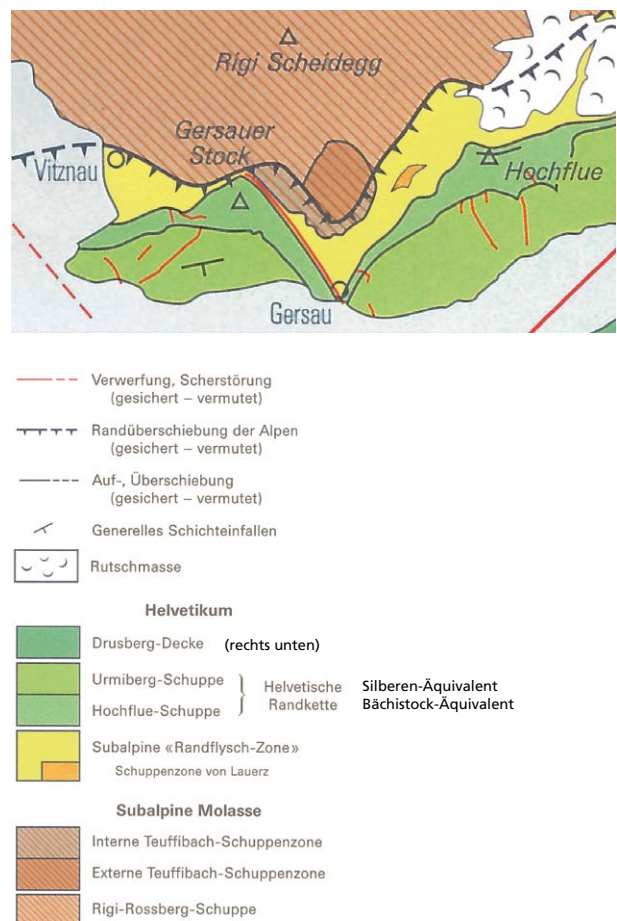 Rigi Scheidegg
Gersauer
Stock
Vitznau
Hochflue
Gersau
Verwerfung, Scherstörung
(gesichert – vermutet)
Randüberschiebung der Alpen
(gesichert – vermutet)
Auf-, Überschiebung
(gesichert – vermutet)
Generelles Schichteinfallen
Rutschmasse
Helvetikum
Drusberg-Decke (rechts unten)
Urmiberg-Schuppe Helvetische Silberen-Äquivalent
Hochflue-Schuppe Randkette Bächistock-Äquivalent
Subalpine «Randflysch-Zone»
Schuppenzone von Lauerz
Subalpine Molasse
Interne Teuffibach-Schuppenzone
Externe Teuffibach-Schuppenzone
Rigi-Rossberg-Schuppe